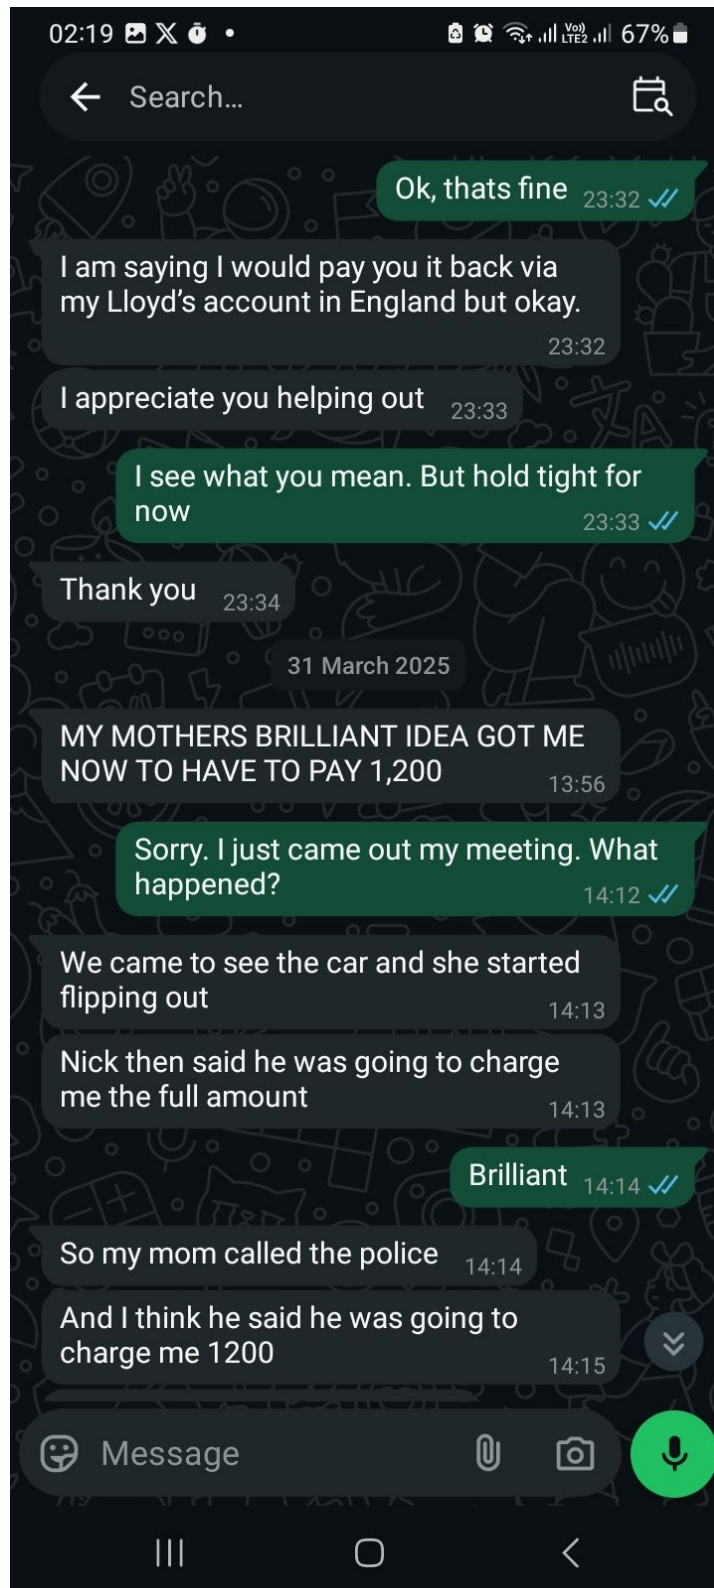 02:19
Vo))
LTE2
67%
Search...
Ok, thats fine 23:32
I am saying I would pay you it back via
my Lloyd's account in England but okay.
23:32
I appreciate you helping out 23:33
I see what you mean. But hold tight for
now 23:33
Thank you 23:34
31 March 2025
MY MOTHERS BRILLIANT IDEA GOT ME
NOW TO HAVE TO PAY 1,200 13:56
Sorry. I just came out my meeting. What
happened? 14:12
We came to see the car and she started
flipping out 14:13
Nick then said he was going to charge
me the full amount 14:13
Brilliant 14:14
So my mom called the police 14:14
And I think he said he was going to
charge me 1200 14:15
Message